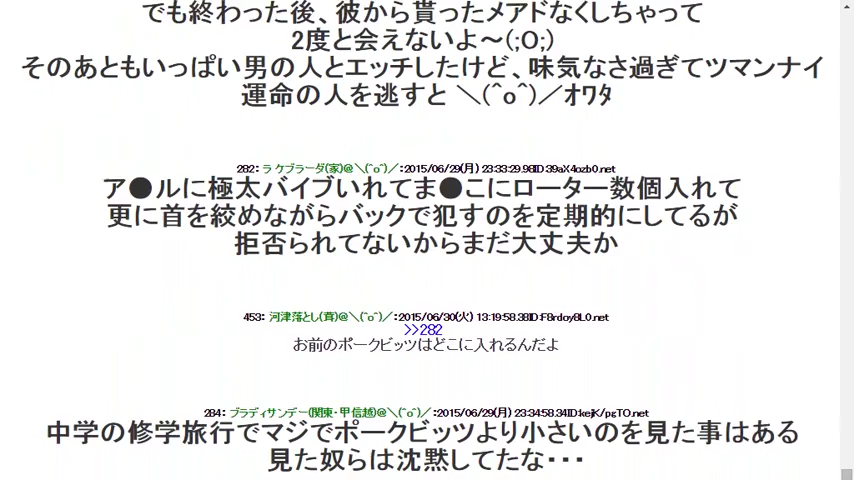 でも終わった後、彼から貰ったメアドなくしちゃって
2度と会えないよ～(;O;)
そのあともいっぱい男の人とエッチしたけど、味気なさ過ぎてツマンナイ
運命の人を逃すと ＼(^o^)／ｵﾜﾀ
282: ラ ケブラーダ(家)@＼(^o^)／:2015/06/29(月) 23:33:29.98ID:39aX4ozb0.net
ア●ルに極太バイブいれてま●こにローター数個入れて
更に首を絞めながらバックで犯すのを定期的にしてるが
拒否られてないからまだ大丈夫か
453: 河津落とし(茸)@＼(^o^)／:2015/06/30(火) 13:19:58.38ID:F8rdoy8L0.net
>>282
お前のポークビッツはどこに入れるんだよ
284: ブラディサンデー(関東・甲信越)@＼(^o^)／:2015/06/29(月) 23:34:58.34ID:kejK/pgTO.net
中学の修学旅行でマジでポークビッツより小さいのを見た事はある
見た奴らは沈黙してたな・・・